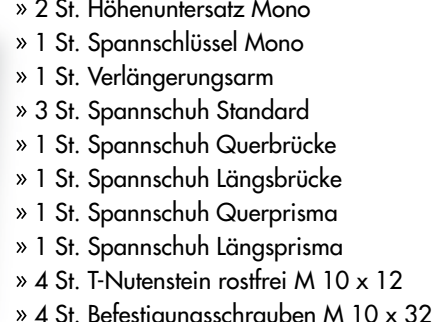 » 2 St. Höhenuntersatz Mono
» 1 St. Spannschlüssel Mono
» 1 St. Verlängerungsarm
» 3 St. Spannschuh Standard
» 1 St. Spannschuh Querbrücke
» 1 St. Spannschuh Längsbrücke
» 1 St. Spannschuh Querprisma
» 1 St. Spannschuh Längsprisma
» 4 St. T-Nutenstein rostfrei M 10 x 12
» 4 St. Befestigungsschrauben M 10 x 32